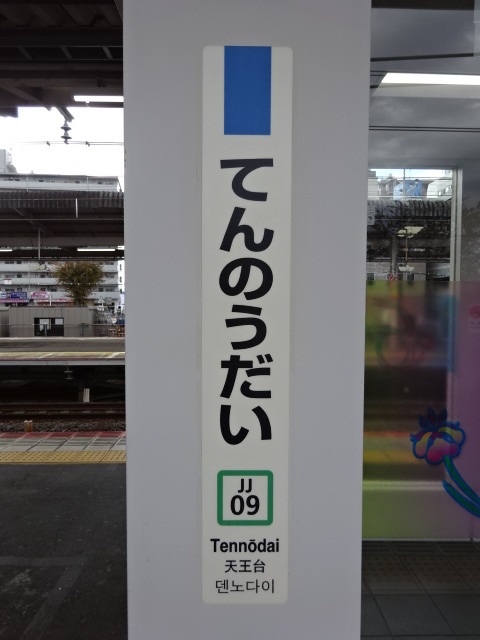 てんのうだい
JJ
09
Tennōdai
天王台
덴노다이